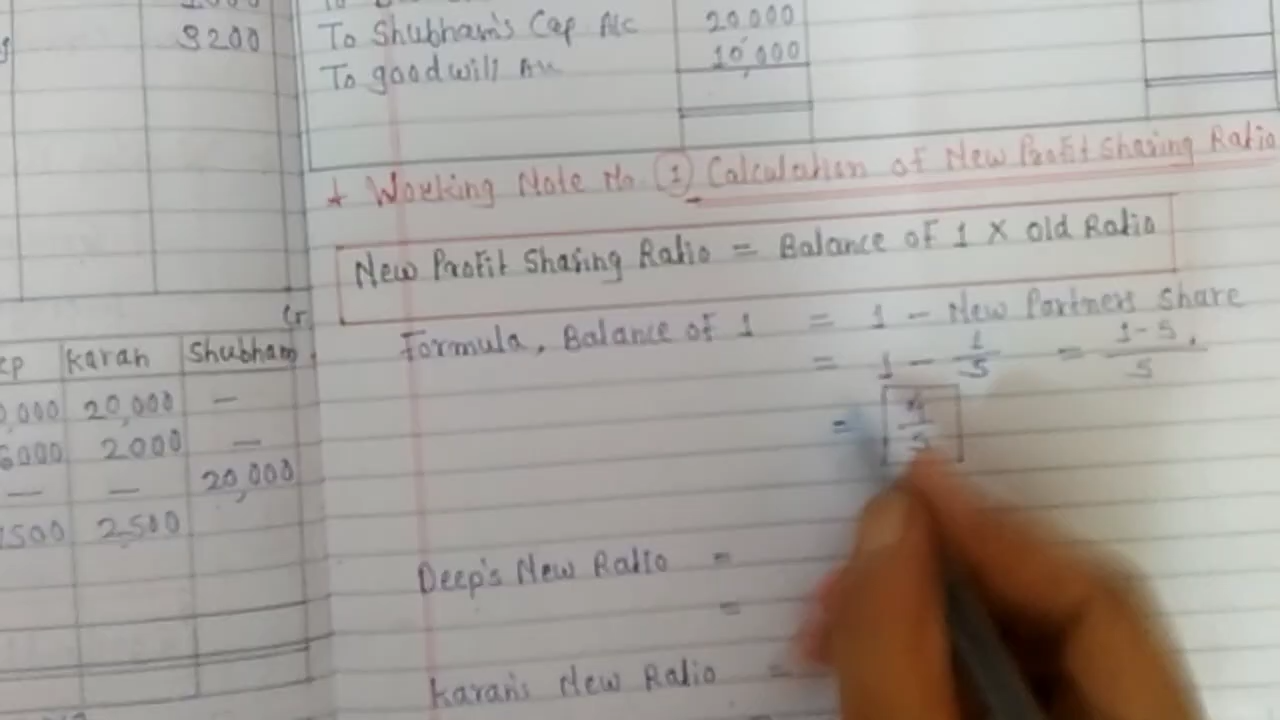 9200
To Shubham's Cap A/c 20,000
To goodwill A/c 10,000
* Working Note No. (1) Calculation of New Profit Sharing Ratio
New Profit Sharing Ratio = Balance of 1 X Old Ratio
Formula, Balance of 1 = 1 - New Partners Share
= 1 - 1/5 = 1-5/5
= 4/5
Deep's New Ratio =
=
Karan's New Ratio =
Cr
Karan Shubham
20,000 —
6000 2000 —
— — 20,000
2,500